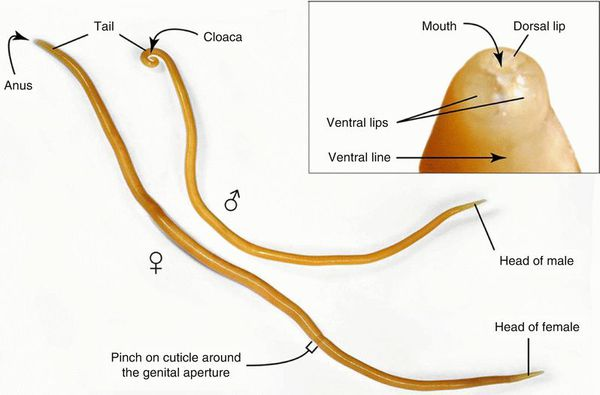 Tail
Cloaca
Anus
Mouth
Dorsal lip
Ventral lips
Ventral line
♂
♀
Head of male
Head of female
Pinch on cuticle around
the genital aperture